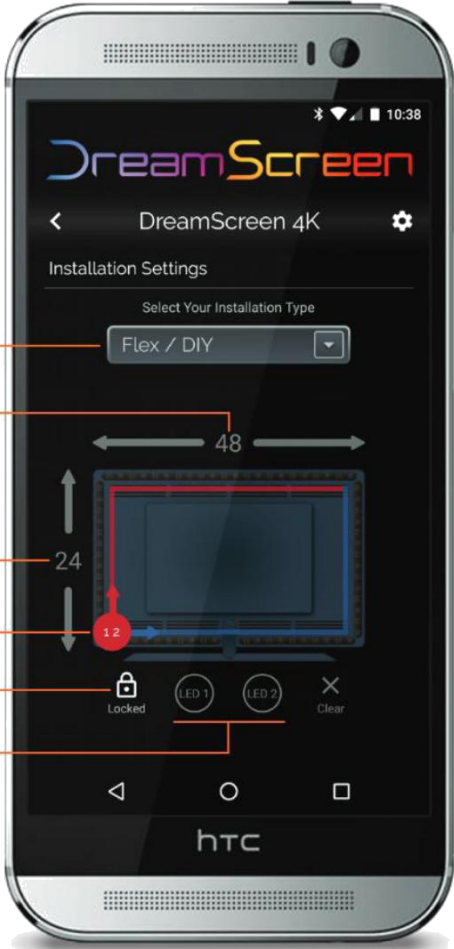 10:38
DreamScreen
DreamScreen 4K
Installation Settings
Select Your Installation Type
Flex / DIY
48
24
1 2
Locked
LED 1
LED 2
Clear
hTC